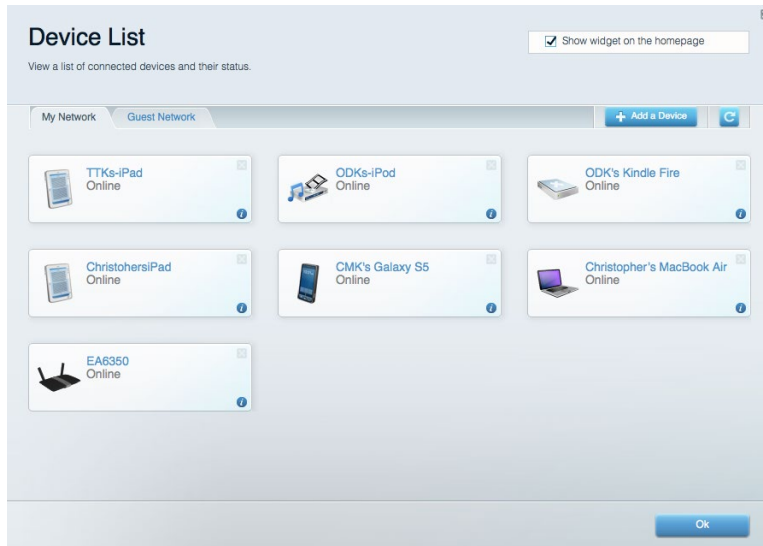 Device List
Show widget on the homepage
View a list of connected devices and their status.
My Network
Guest Network
Add a Device
TTKs-iPad
Online
ODKs-iPod
Online
ODK's Kindle Fire
Online
ChristohersiPad
Online
CMK's Galaxy S5
Online
Christopher's MacBook Air
Online
EA6350
Online
Ok